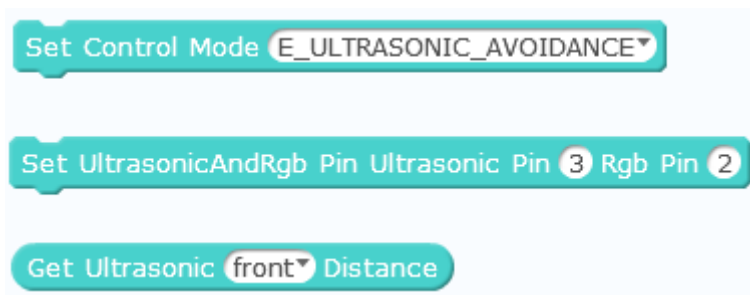 Set Control Mode E_ULTRASONIC_AVOIDANCE
Set UltrasonicAndRgb Pin Ultrasonic Pin 3 Rgb Pin 2
Get Ultrasonic front Distance